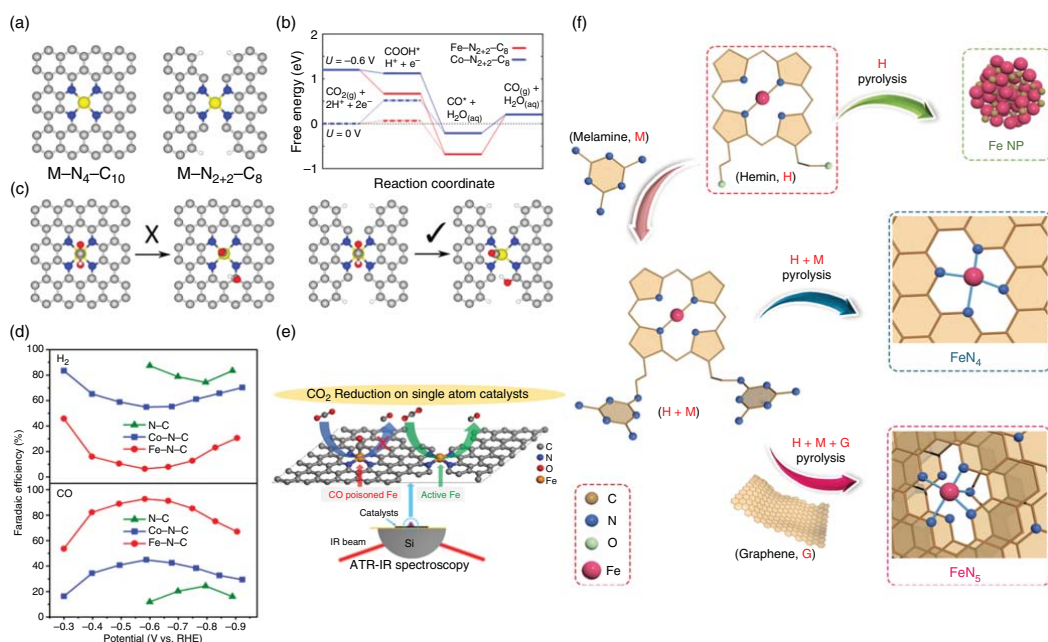 (a)
M–N4–C10
M–N2+2–C8
(b)
Free energy (eV)
2
1
0
−1
U = −0.6 V
COOH*
H+ + e−
Fe–N2+2–C8
Co–N2+2–C8
CO2(g) +
2H+ + 2e−
U = 0 V
CO* +
H2O(aq)
CO(g) +
H2O(aq)
Reaction coordinate
(c)
X
✓
(d)
Faradaic efficiency (%)
H2
100
80
60
40
20
0
N–C
Co–N–C
Fe–N–C
CO
100
80
60
40
20
0
N–C
Co–N–C
Fe–N–C
−0.3 −0.4 −0.5 −0.6 −0.7 −0.8 −0.9
Potential (V vs. RHE)
(e)
CO2 Reduction on single atom catalysts
C
N
O
Fe
CO poisoned Fe
Active Fe
Catalysts
IR beam
Si
ATR-IR spectroscopy
(f)
(Melamine, M)
(Hemin, H)
H
pyrolysis
Fe NP
H + M
pyrolysis
FeN4
(H + M)
H + M + G
pyrolysis
(Graphene, G)
FeN5
C
N
O
Fe